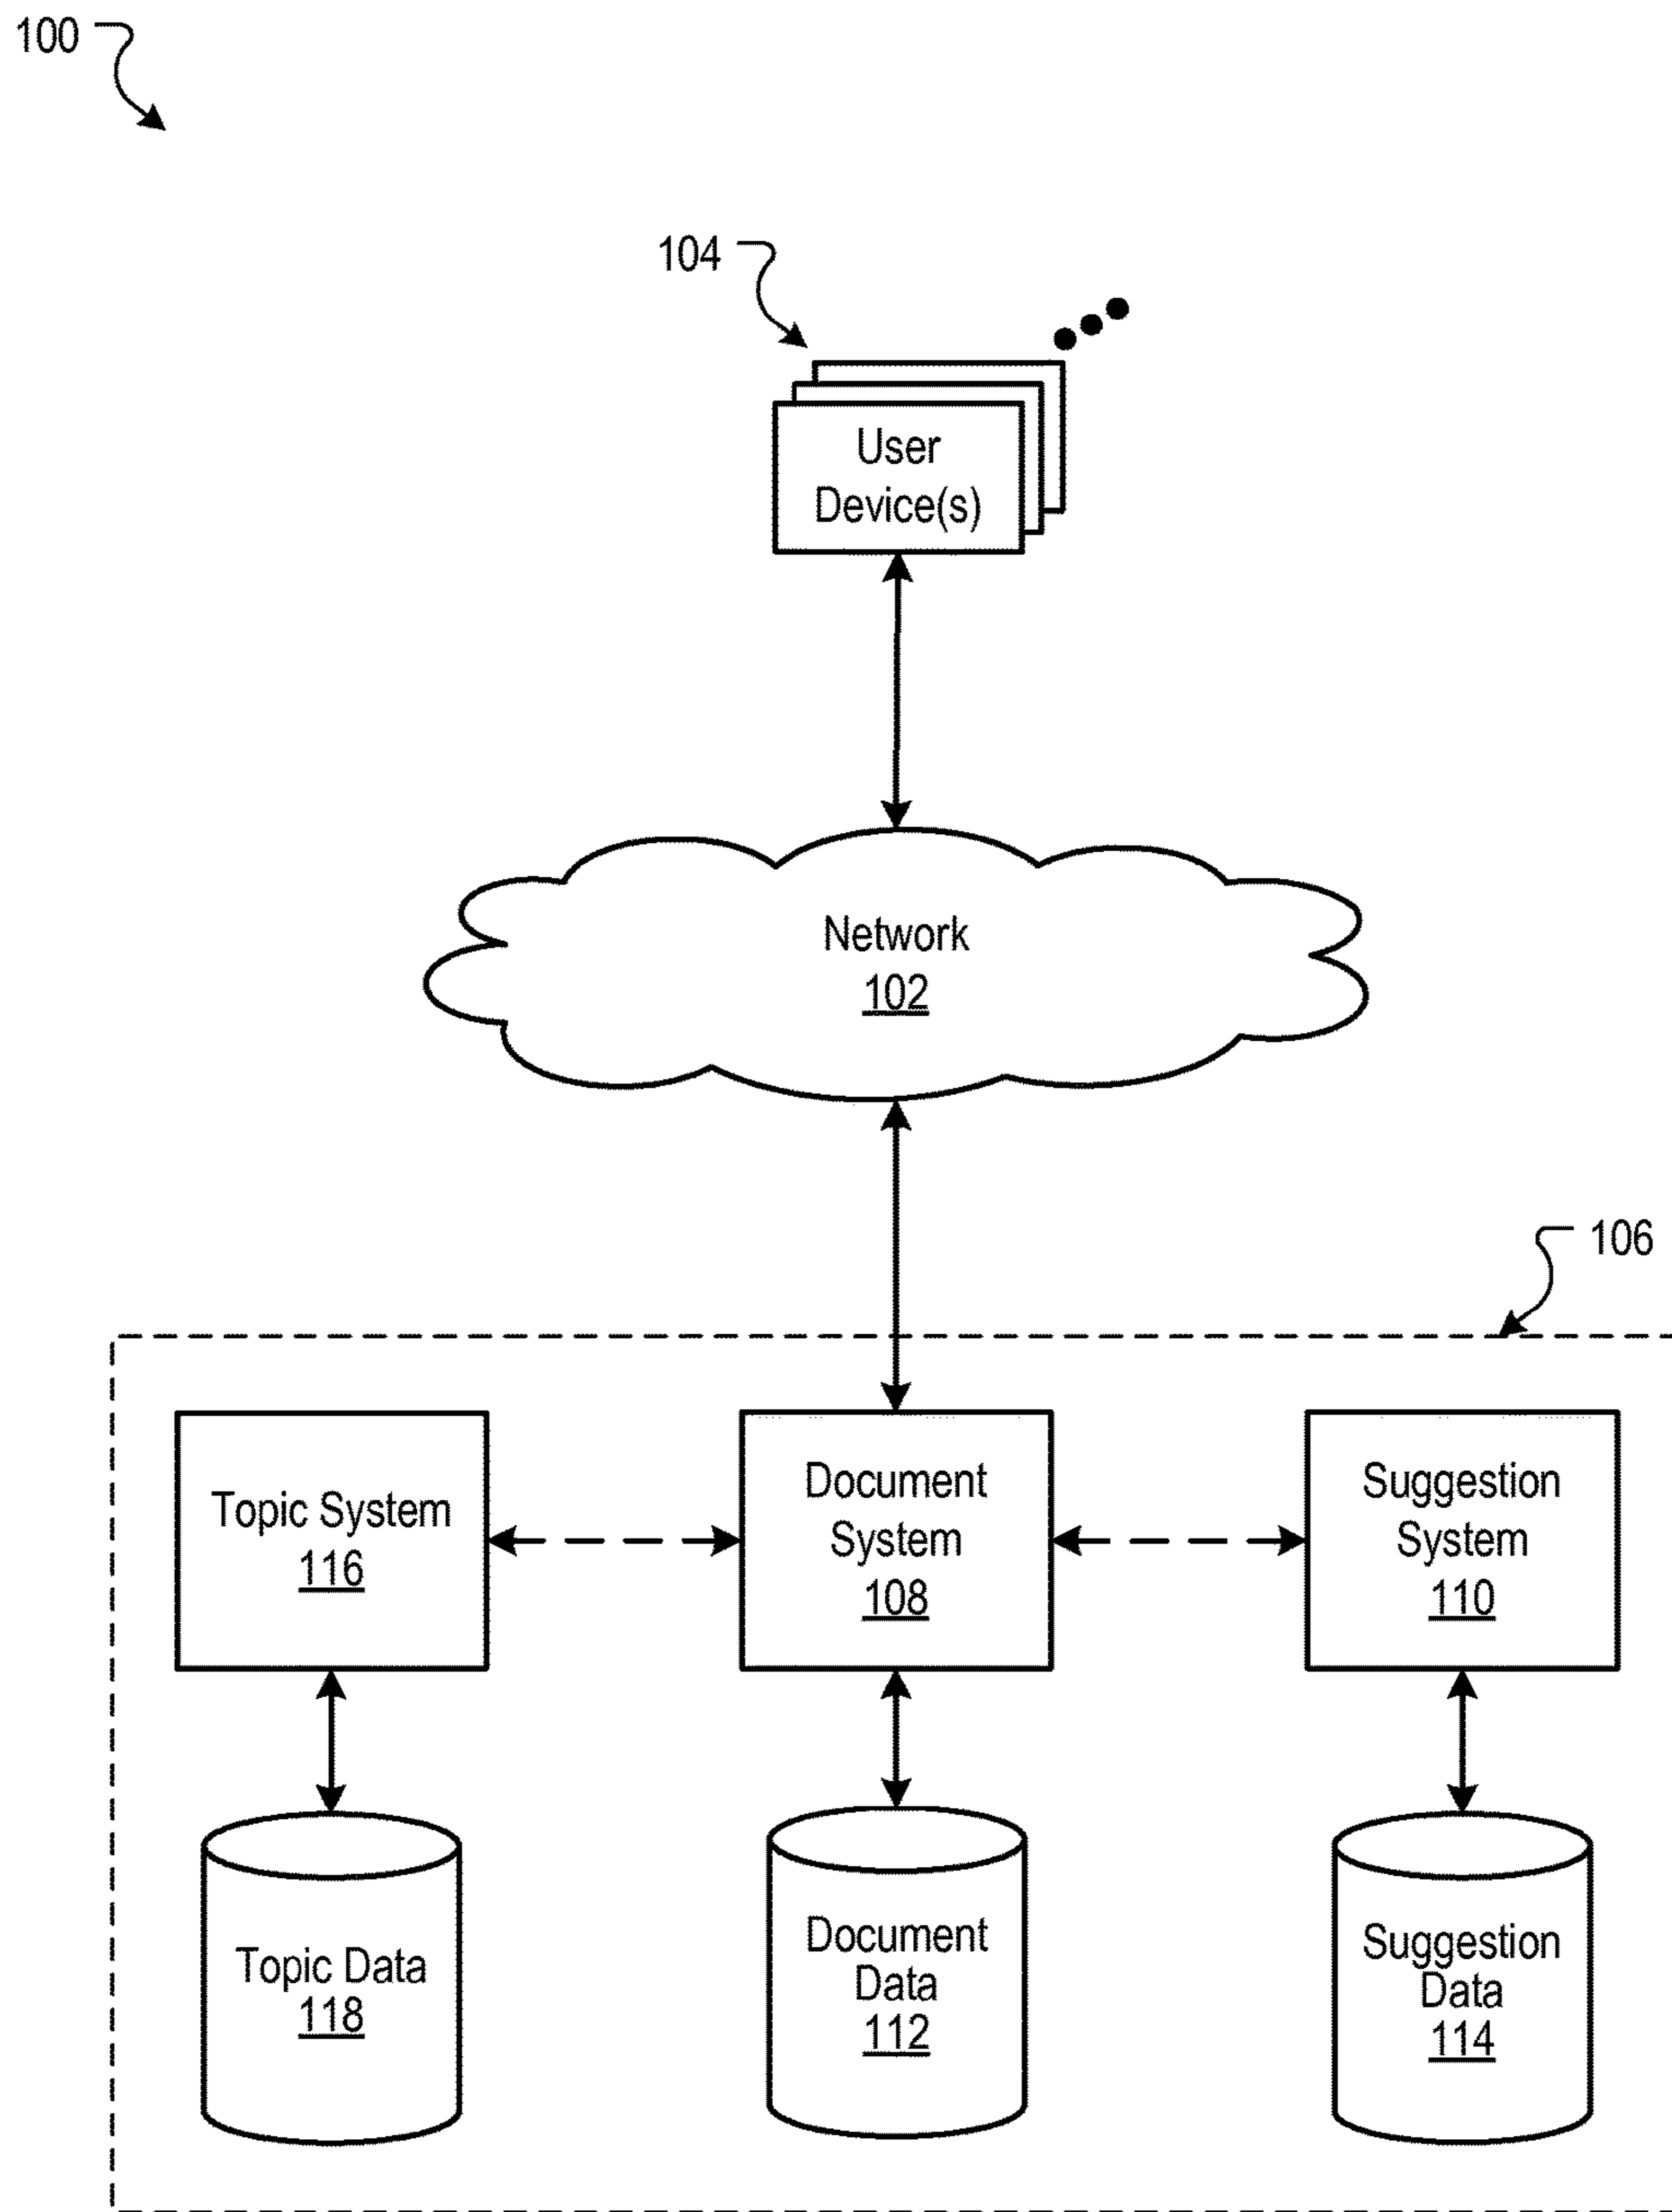 100
104
User
Device(s)
Network
102
106
Topic System
116
Document
System
108
Suggestion
System
110
Topic Data
118
Document
Data
112
Suggestion
Data
114